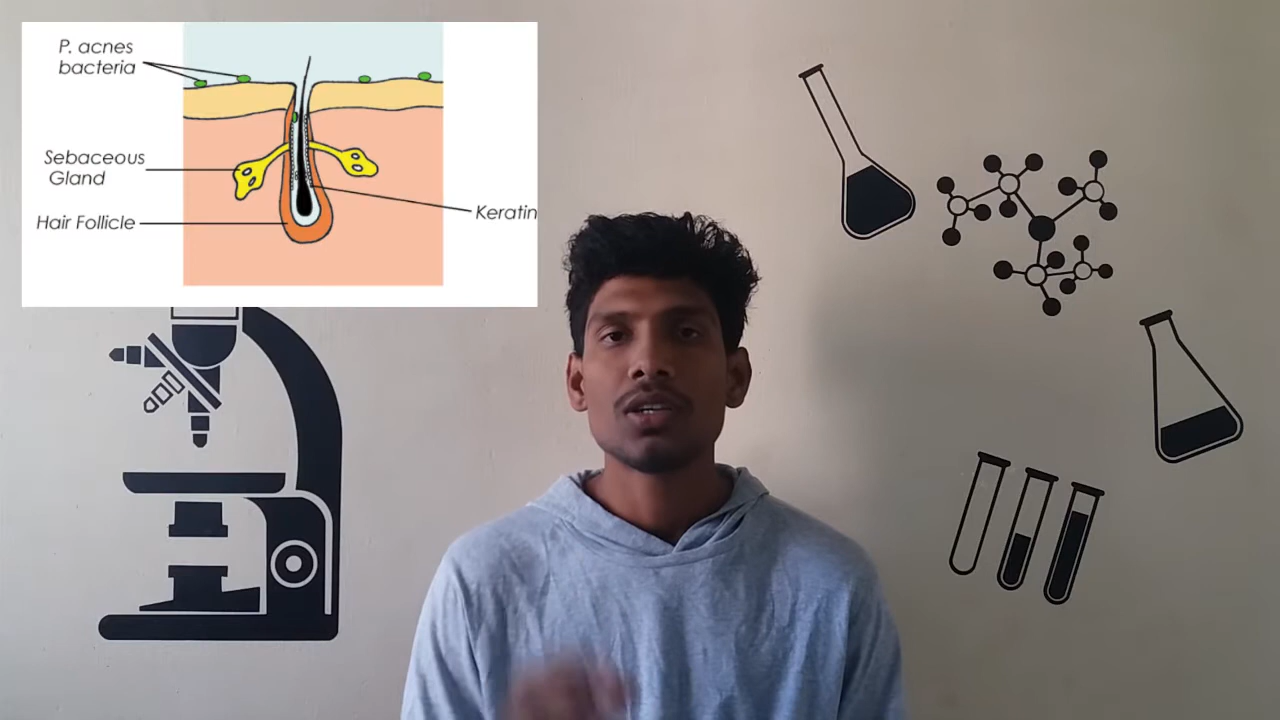 P. acnes
bacteria
Sebaceous
Gland
Hair Follicle
Keratin